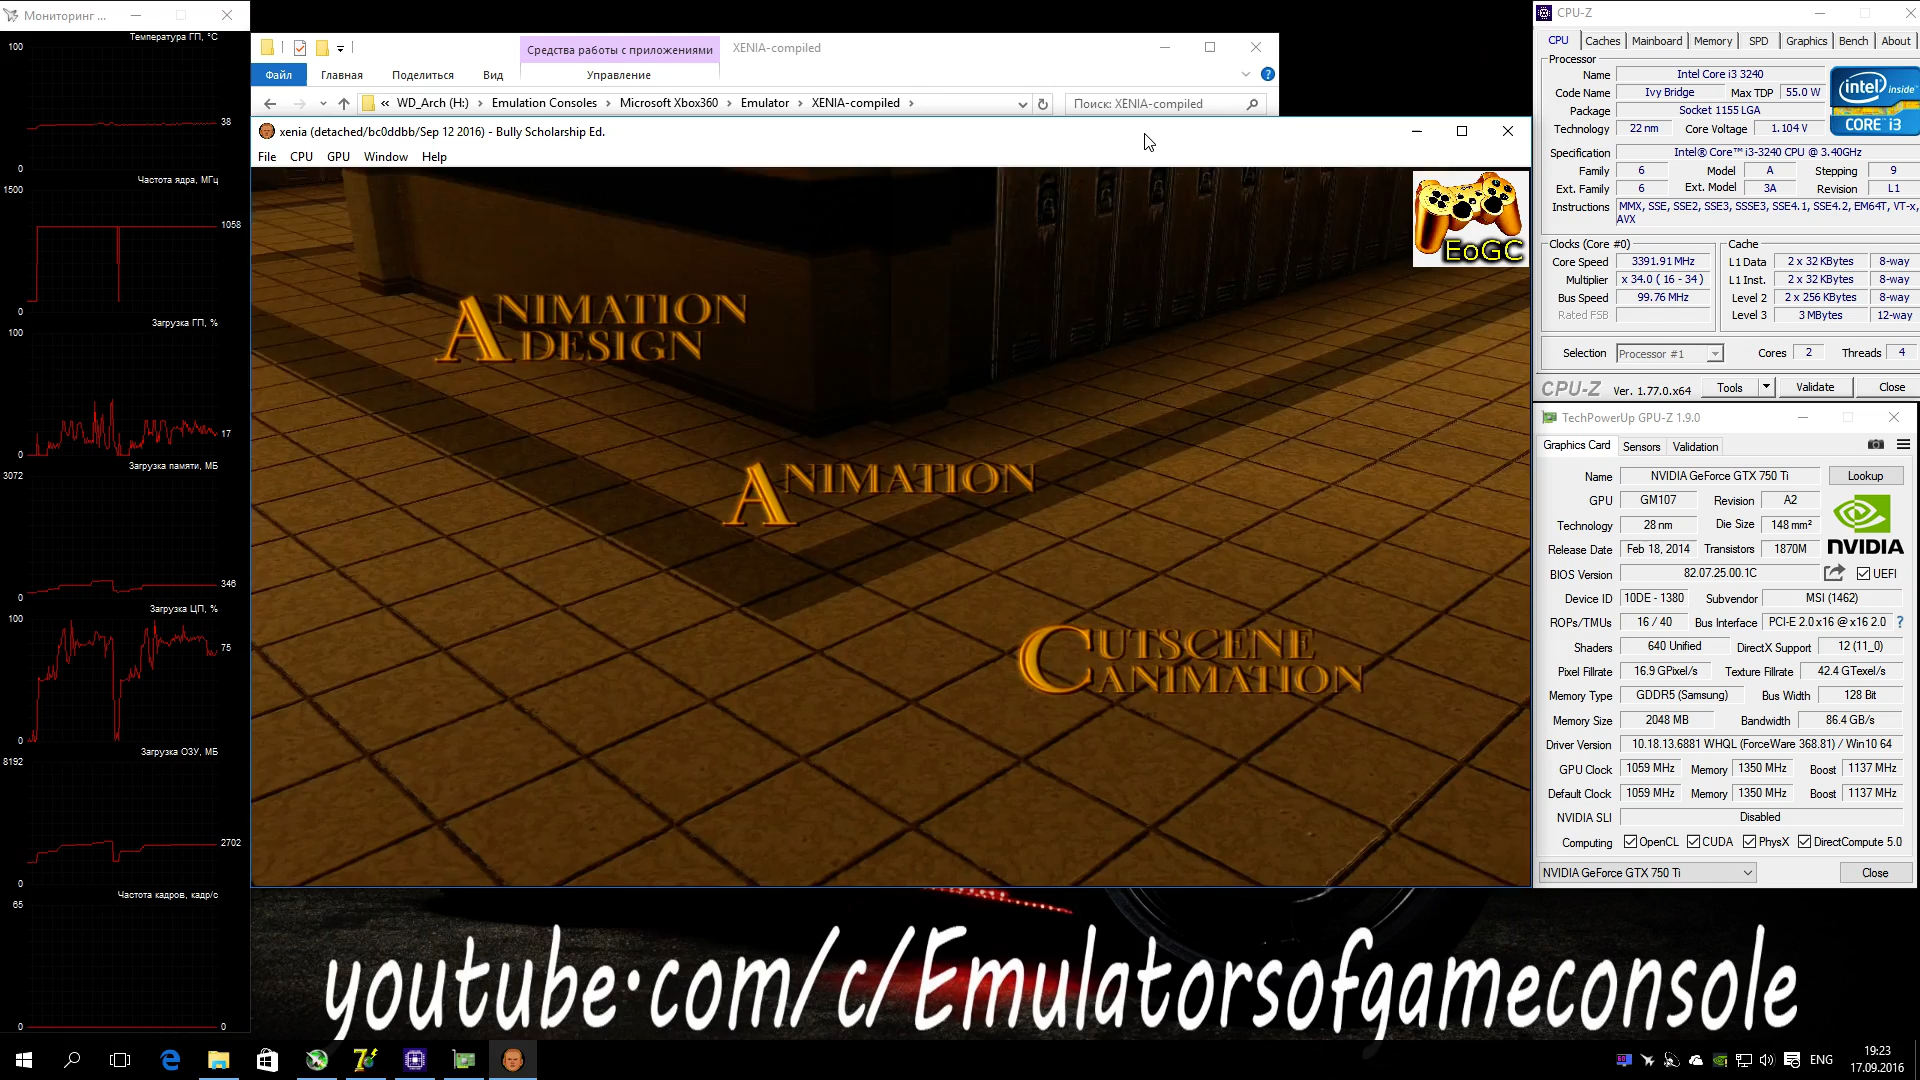 Мониторинг ...
Температура ГП, °C
100
38
0
Частота ядра, МГц
1500
1058
0
Загрузка ГП, %
100
17
0
Загрузка памяти, МБ
3072
346
0
Загрузка ЦП, %
100
75
0
Загрузка ОЗУ, МБ
8192
2702
0
Частота кадров, кадр/с
65
0
0
Средства работы с приложениями
XENIA-compiled
Файл
Главная
Поделиться
Вид
Управление
« WD_Arch (H:) › Emulation Consoles › Microsoft Xbox360 › Emulator › XENIA-compiled ›
Поиск: XENIA-compiled
xenia (detached/bc0ddbb/Sep 12 2016) - Bully Scholarship Ed.
File CPU GPU Window Help
EoGC
ANIMATION
DESIGN
ANIMATION
CUTSCENE
ANIMATION
CPU-Z
CPU Caches Mainboard Memory SPD Graphics Bench About
Processor
Name Intel Core i3 3240
Code Name Ivy Bridge Max TDP 55.0 W
Package Socket 1155 LGA
Technology 22 nm Core Voltage 1.104 V
intel inside™
CORE i3
Specification Intel® Core™ i3-3240 CPU @ 3.40GHz
Family 6 Model A Stepping 9
Ext. Family 6 Ext. Model 3A Revision L1
Instructions MMX, SSE, SSE2, SSE3, SSSE3, SSE4.1, SSE4.2, EM64T, VT-x,
AVX
Clocks (Core #0)
Core Speed 3391.91 MHz
Multiplier x 34.0 ( 16 - 34 )
Bus Speed 99.76 MHz
Rated FSB
Cache
L1 Data 2 x 32 KBytes 8-way
L1 Inst. 2 x 32 KBytes 8-way
Level 2 2 x 256 KBytes 8-way
Level 3 3 MBytes 12-way
Selection Processor #1 Cores 2 Threads 4
CPU-Z Ver. 1.77.0.x64 Tools Validate Close
TechPowerUp GPU-Z 1.9.0
Graphics Card Sensors Validation
Name NVIDIA GeForce GTX 750 Ti Lookup
GPU GM107 Revision A2
Technology 28 nm Die Size 148 mm²
Release Date Feb 18, 2014 Transistors 1870M
NVIDIA
BIOS Version 82.07.25.00.1C UEFI
Device ID 10DE - 1380 Subvendor MSI (1462)
ROPs/TMUs 16 / 40 Bus Interface PCI-E 2.0 x16 @ x16 2.0 ?
Shaders 640 Unified DirectX Support 12 (11_0)
Pixel Fillrate 16.9 GPixel/s Texture Fillrate 42.4 GTexel/s
Memory Type GDDR5 (Samsung) Bus Width 128 Bit
Memory Size 2048 MB Bandwidth 86.4 GB/s
Driver Version 10.18.13.6881 WHQL (ForceWare 368.81) / Win10 64
GPU Clock 1059 MHz Memory 1350 MHz Boost 1137 MHz
Default Clock 1059 MHz Memory 1350 MHz Boost 1137 MHz
NVIDIA SLI Disabled
Computing OpenCL CUDA PhysX DirectCompute 5.0
NVIDIA GeForce GTX 750 Ti Close
youtube.com/c/Emulatorsofgameconsole
ENG
19:23
17.09.2016